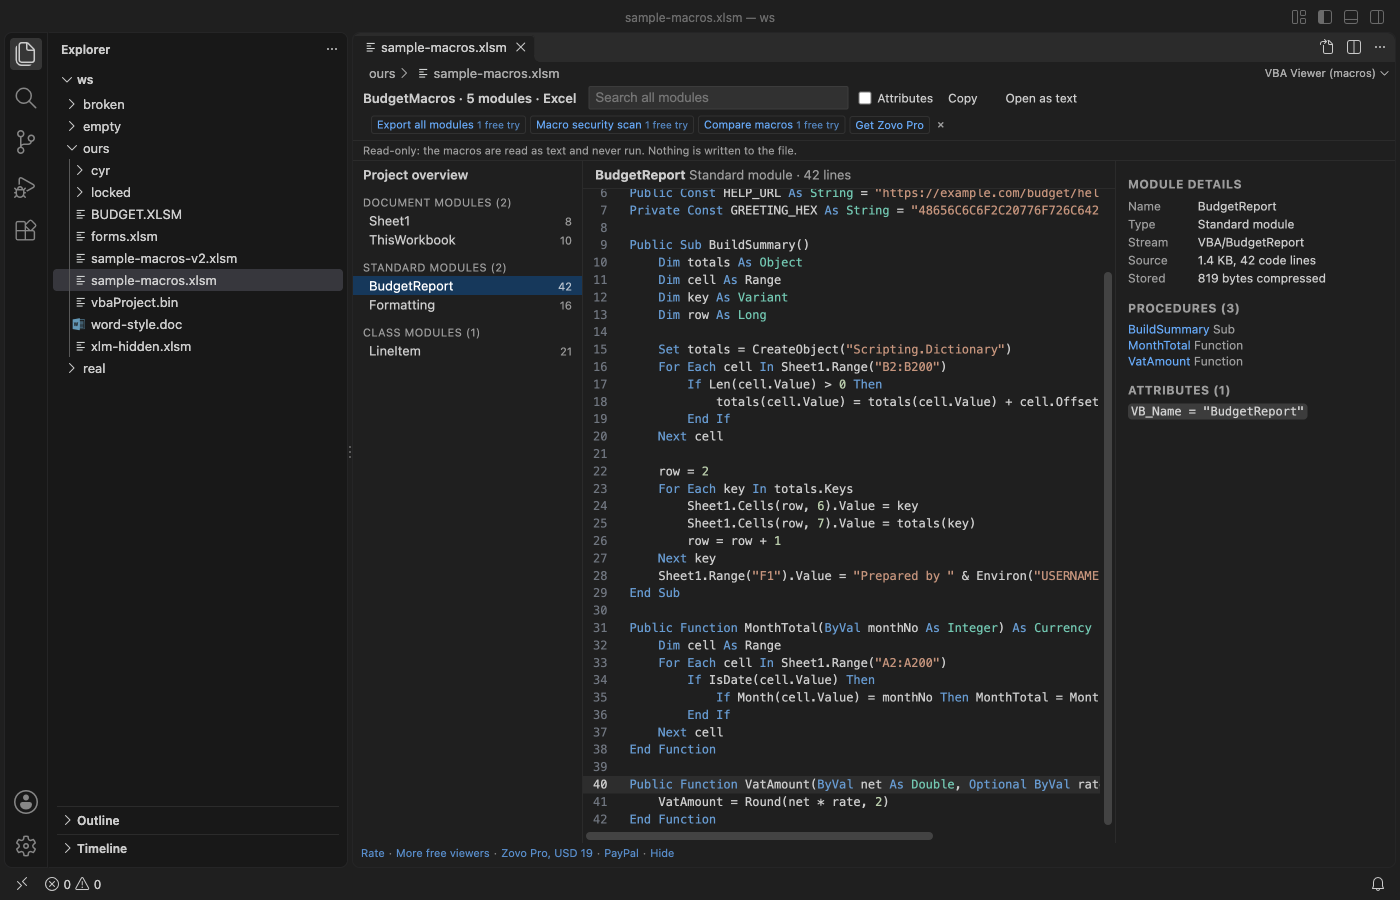 sample-macros.xlsm — ws
Explorer
ws
broken
empty
ours
cyr
locked
BUDGET.XLSM
forms.xlsm
sample-macros-v2.xlsm
sample-macros.xlsm
vbaProject.bin
word-style.doc
xlm-hidden.xlsm
real
Outline
Timeline
sample-macros.xlsm
ours > sample-macros.xlsm
VBA Viewer (macros)
BudgetMacros · 5 modules · Excel
Search all modules
Attributes
Copy
Open as text
Export all modules 1 free try
Macro security scan 1 free try
Compare macros 1 free try
Get Zovo Pro
×
Read-only: the macros are read as text and never run. Nothing is written to the file.
Project overview
DOCUMENT MODULES (2)
Sheet1 8
ThisWorkbook 10
STANDARD MODULES (2)
BudgetReport 42
Formatting 16
CLASS MODULES (1)
LineItem 21
BudgetReport Standard module · 42 lines
6 Public Const HELP_URL As String = "https://example.com/budget/hel
7 Private Const GREETING_HEX As String = "48656C6C6F2C20776F726C642
8
9 Public Sub BuildSummary()
10 Dim totals As Object
11 Dim cell As Range
12 Dim key As Variant
13 Dim row As Long
14
15 Set totals = CreateObject("Scripting.Dictionary")
16 For Each cell In Sheet1.Range("B2:B200")
17 If Len(cell.Value) > 0 Then
18 totals(cell.Value) = totals(cell.Value) + cell.Offset
19 End If
20 Next cell
21
22 row = 2
23 For Each key In totals.Keys
24 Sheet1.Cells(row, 6).Value = key
25 Sheet1.Cells(row, 7).Value = totals(key)
26 row = row + 1
27 Next key
28 Sheet1.Range("F1").Value = "Prepared by " & Environ("USERNAME
29 End Sub
30
31 Public Function MonthTotal(ByVal monthNo As Integer) As Currency
32 Dim cell As Range
33 For Each cell In Sheet1.Range("A2:A200")
34 If IsDate(cell.Value) Then
35 If Month(cell.Value) = monthNo Then MonthTotal = Mont
36 End If
37 Next cell
38 End Function
39
40 Public Function VatAmount(ByVal net As Double, Optional ByVal rat
41 VatAmount = Round(net * rate, 2)
42 End Function
MODULE DETAILS
Name BudgetReport
Type Standard module
Stream VBA/BudgetReport
Source 1.4 KB, 42 code lines
Stored 819 bytes compressed
PROCEDURES (3)
BuildSummary Sub
MonthTotal Function
VatAmount Function
ATTRIBUTES (1)
VB_Name = "BudgetReport"
Rate · More free viewers · Zovo Pro, USD 19 · PayPal · Hide
0 0